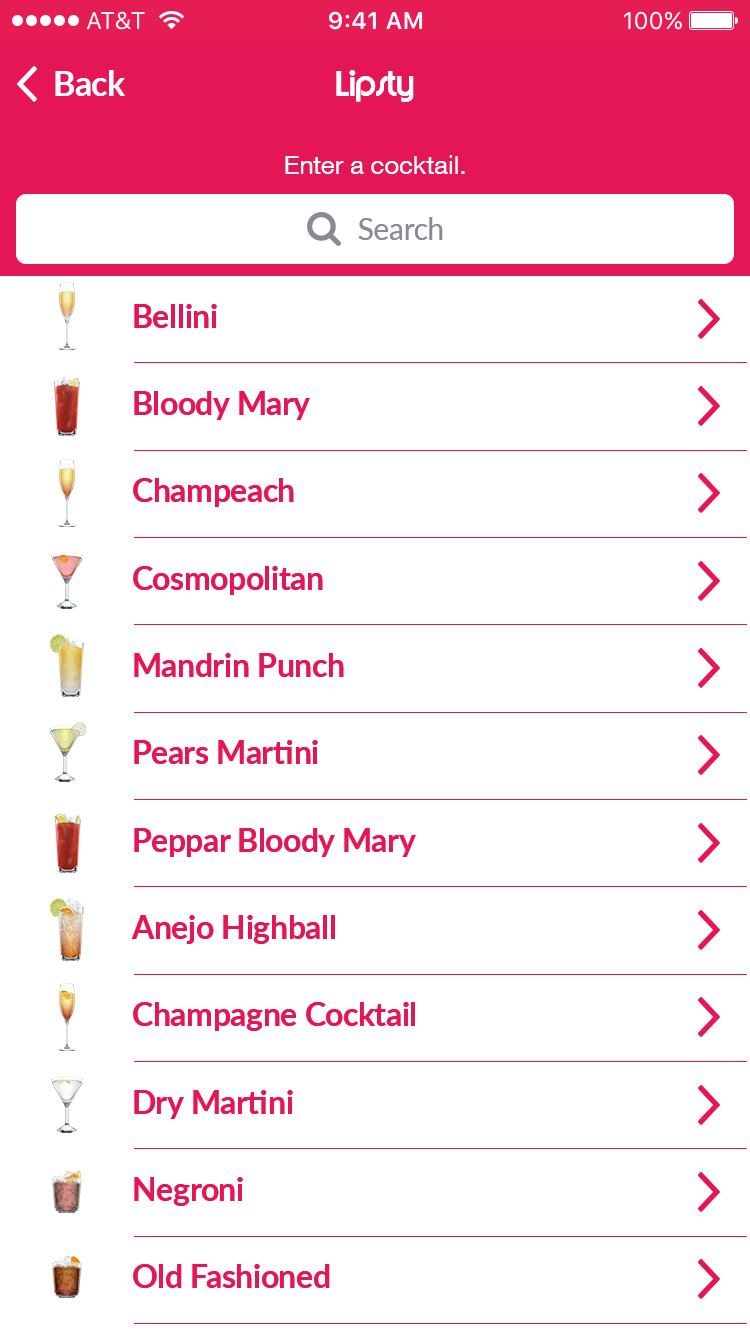 AT&T 9:41 AM 100%
Back Lipsty
Enter a cocktail.
Search
Bellini
Bloody Mary
Champeach
Cosmopolitan
Mandrin Punch
Pears Martini
Peppar Bloody Mary
Anejo Highball
Champagne Cocktail
Dry Martini
Negroni
Old Fashioned